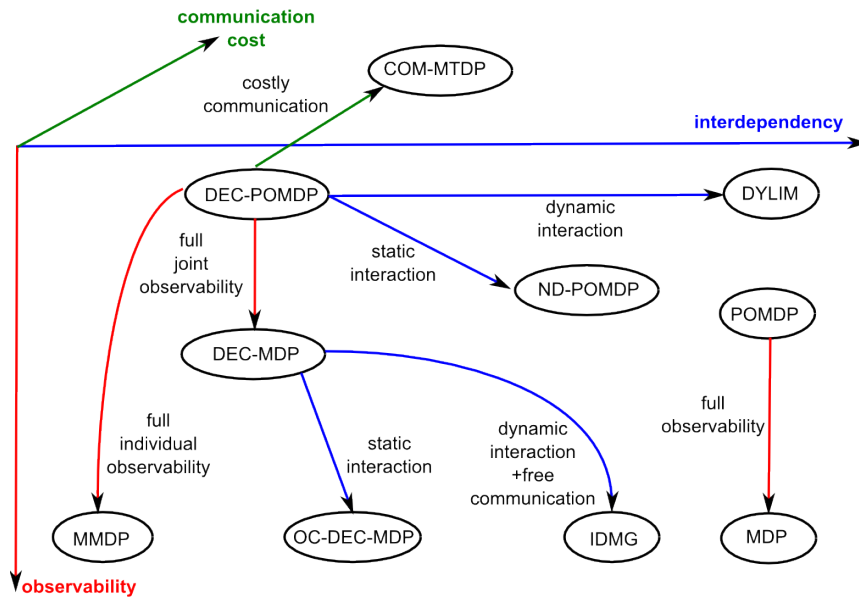 communication
cost
COM-MTDP
costly
communication
interdependency
DEC-POMDP
DYLIM
dynamic
interaction
full
joint
observability
static
interaction
ND-POMDP
POMDP
DEC-MDP
full
individual
observability
static
interaction
dynamic
interaction
+free
communication
full
observability
MMDP
OC-DEC-MDP
IDMG
MDP
observability